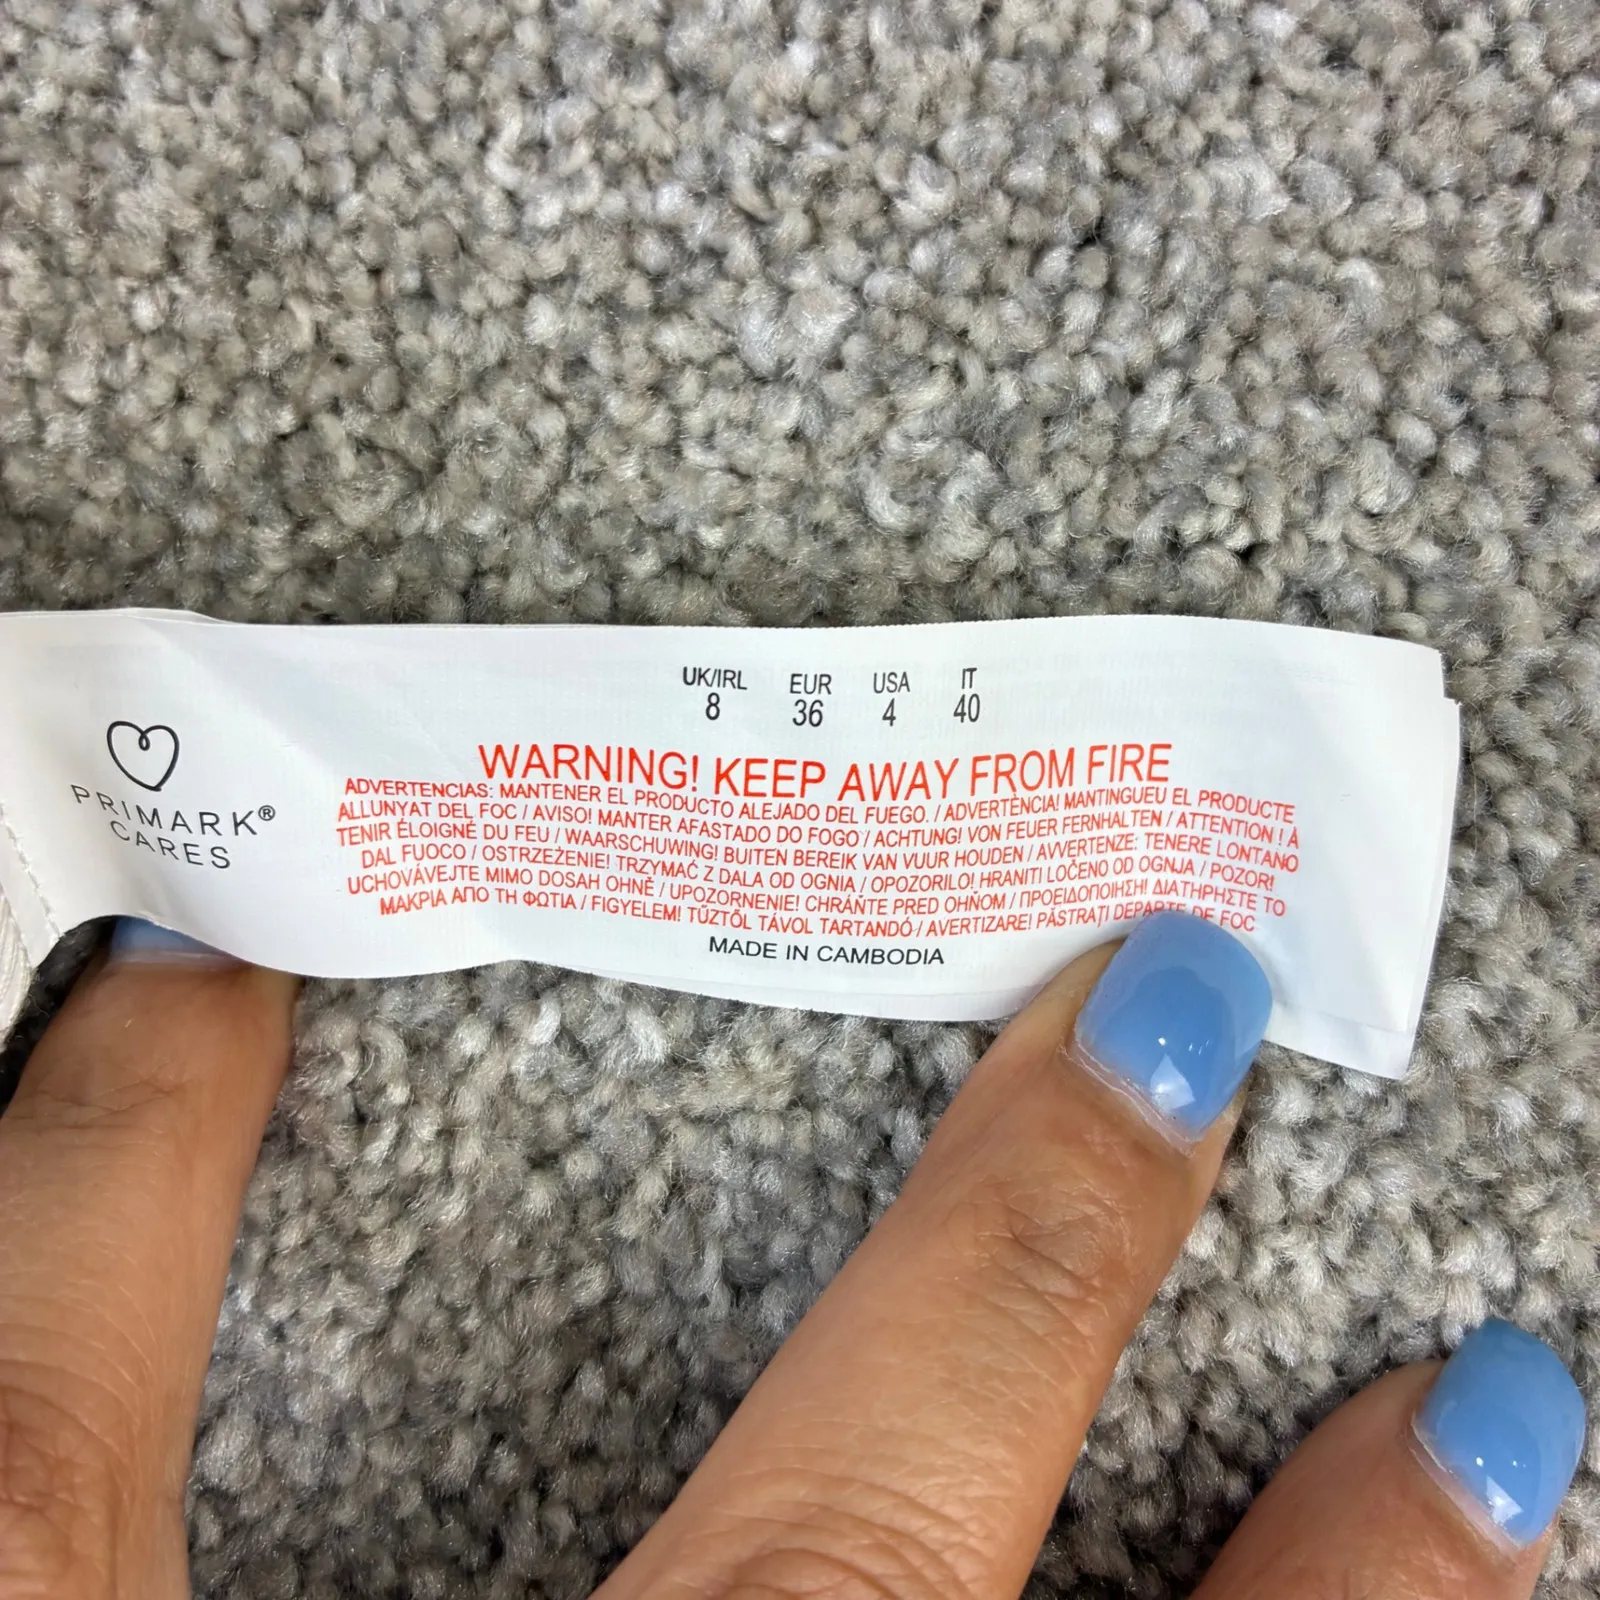 PRIMARK®
CARES
UK/IRL EUR USA IT
8 36 4 40
WARNING! KEEP AWAY FROM FIRE
ADVERTENCIAS: MANTENER EL PRODUCTO ALEJADO DEL FUEGO. / ADVERTÈNCIA! MANTINGUEU EL PRODUCTE
ALLUNYAT DEL FOC / AVISO! MANTER AFASTADO DO FOGO / ACHTUNG! VON FEUER FERNHALTEN / ATTENTION ! À
TENIR ÉLOIGNÉ DU FEU / WAARSCHUWING! BUITEN BEREIK VAN VUUR HOUDEN / AVVERTENZE: TENERE LONTANO
DAL FUOCO / OSTRZEŻENIE! TRZYMAĆ Z DALA OD OGNIA / OPOZORILO! HRANITI LOČENO OD OGNJA / POZOR!
UCHOVÁVEJTE MIMO DOSAH OHNĚ / UPOZORNENIE! CHRÁŇTE PRED OHŇOM / ΠΡΟΕΙΔΟΠΟΙΗΣΗ! ΔΙΑΤΗΡΗΣΤΕ ΤΟ
ΜΑΚΡΙΑ ΑΠΟ ΤΗ ΦΩΤΙΑ / FIGYELEM! TŰZTŐL TÁVOL TARTANDÓ / AVERTIZARE! PĂSTRAȚI DEPARTE DE FOC
MADE IN CAMBODIA